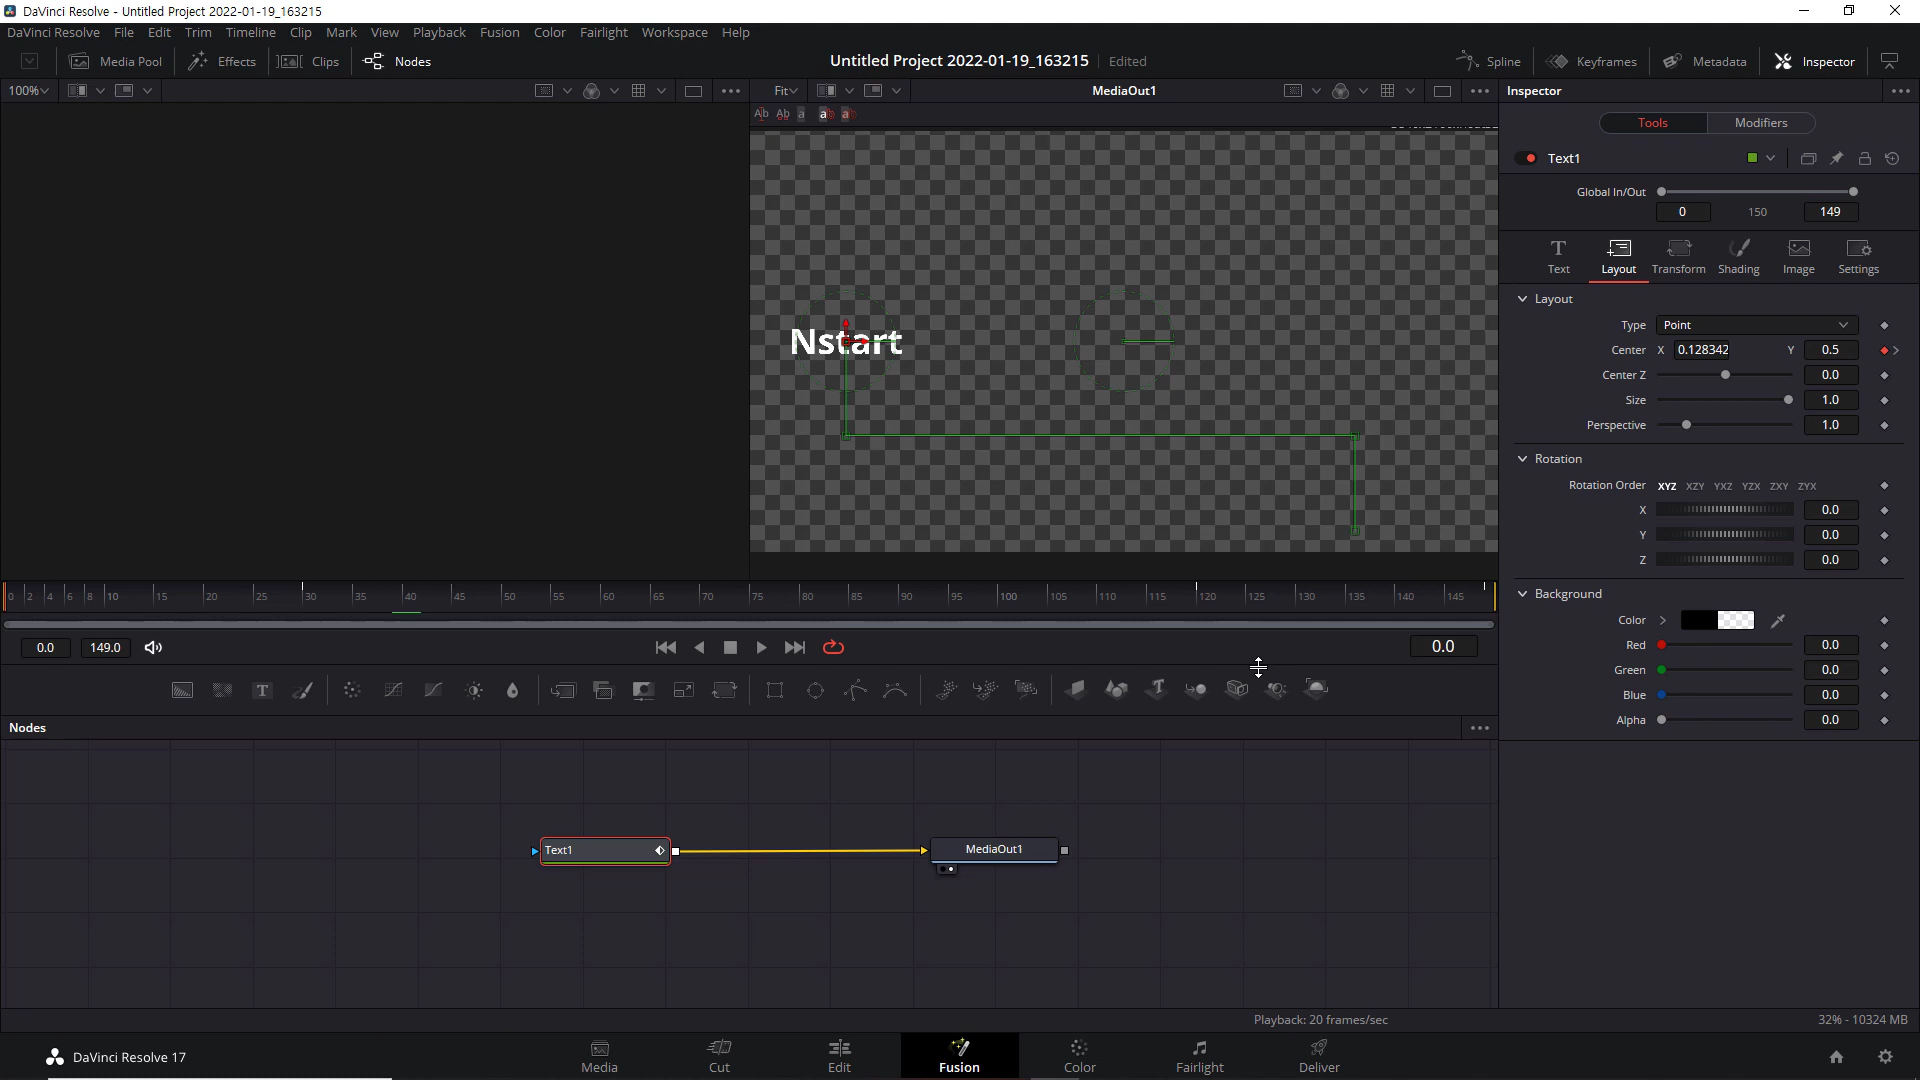 DaVinci Resolve - Untitled Project 2022-01-19_163215
DaVinci Resolve File Edit Trim Timeline Clip Mark View Playback Fusion Color Fairlight Workspace Help
Media Pool Effects Clips Nodes Untitled Project 2022-01-19_163215 Edited Spline Keyframes Metadata Inspector
100% Fit MediaOut1 Inspector
Tools Modifiers
Text1
Global In/Out
0 150 149
Text Layout Transform Shading Image Settings
Layout
Type Point
Center X 0.128342 Y 0.5
Center Z 0.0
Size 1.0
Perspective 1.0
Rotation
Rotation Order XYZ XZY YXZ YZX ZXY ZYX
X 0.0
Y 0.0
Z 0.0
Background
Color
Red 0.0
Green 0.0
Blue 0.0
Alpha 0.0
Nstart
0 2 4 6 8 10 15 20 25 30 35 40 45 50 55 60 65 70 75 80 85 90 95 100 105 110 115 120 125 130 135 140 145
0.0 149.0 0.0
Nodes
Text1 MediaOut1
Playback: 20 frames/sec 32% - 10324 MB
DaVinci Resolve 17 Media Cut Edit Fusion Color Fairlight Deliver